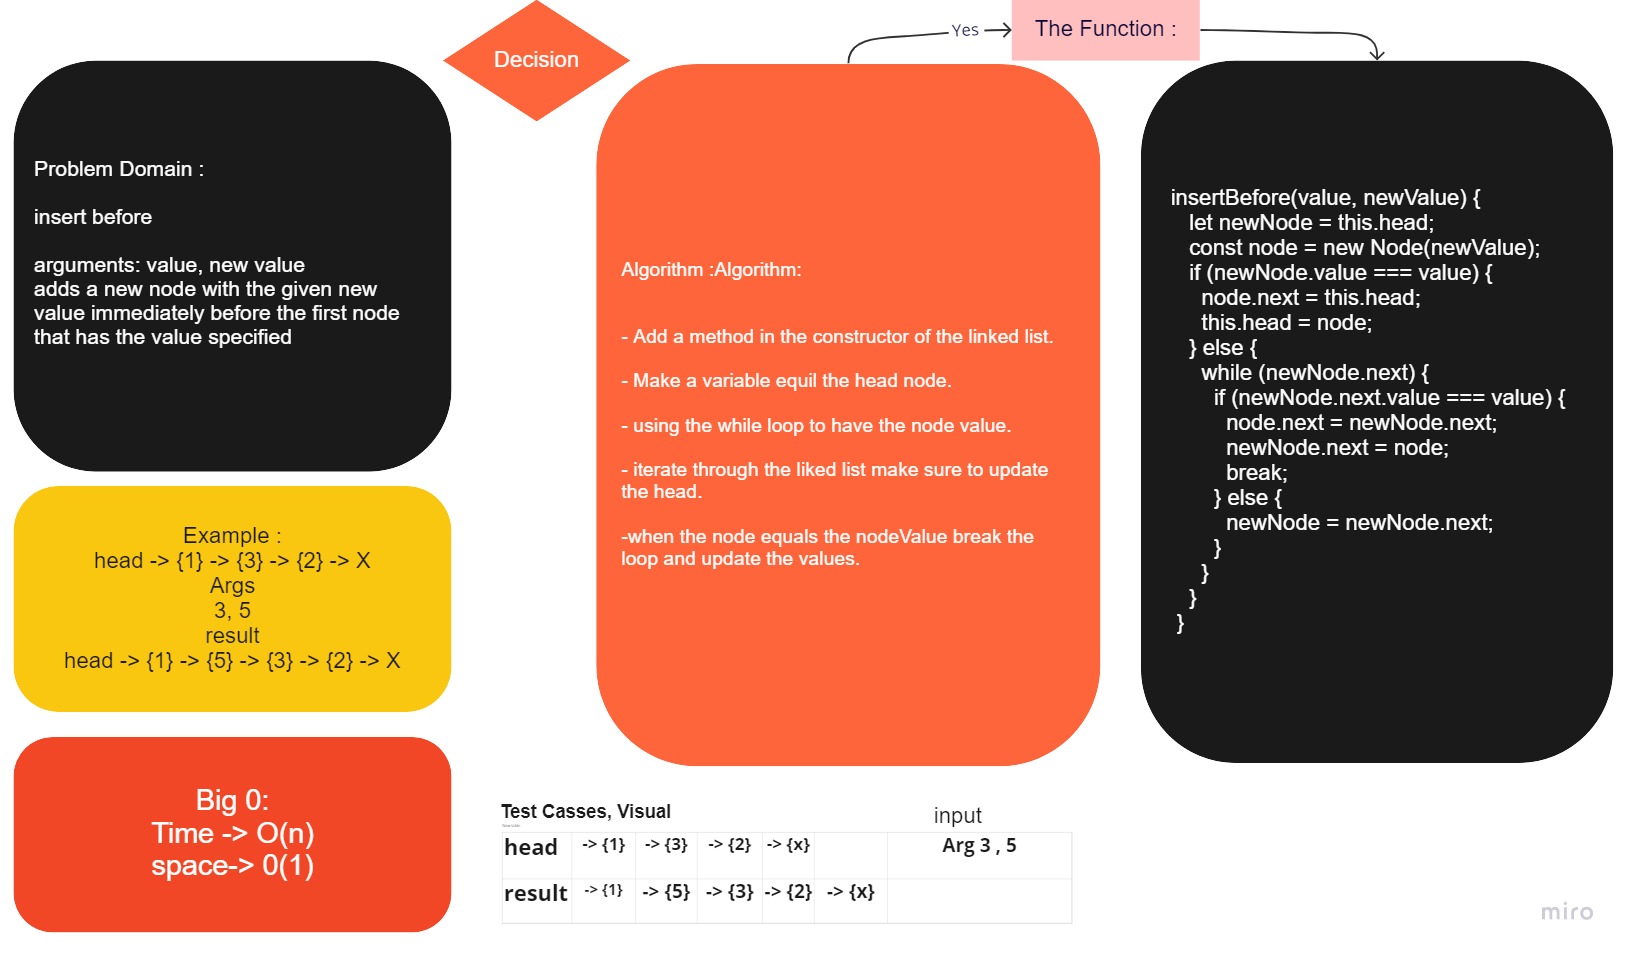 Decision
Yes
The Function :
Problem Domain :
insert before
arguments: value, new value
adds a new node with the given new
value immediately before the first node
that has the value specified
Example :
head -> {1} -> {3} -> {2} -> X
Args
3, 5
result
head -> {1} -> {5} -> {3} -> {2} -> X
Big 0:
Time -> O(n)
space-> 0(1)
Algorithm :Algorithm:
- Add a method in the constructor of the linked list.
- Make a variable equil the head node.
- using the while loop to have the node value.
- iterate through the liked list make sure to update
the head.
-when the node equals the nodeValue break the
loop and update the values.
insertBefore(value, newValue) {
let newNode = this.head;
const node = new Node(newValue);
if (newNode.value === value) {
node.next = this.head;
this.head = node;
} else {
while (newNode.next) {
if (newNode.next.value === value) {
node.next = newNode.next;
newNode.next = node;
break;
} else {
newNode = newNode.next;
}
}
}
}
Test Casses, Visual
input
head -> {1} -> {3} -> {2} -> {x} Arg 3 , 5
result -> {1} -> {5} -> {3} -> {2} -> {x}
miro